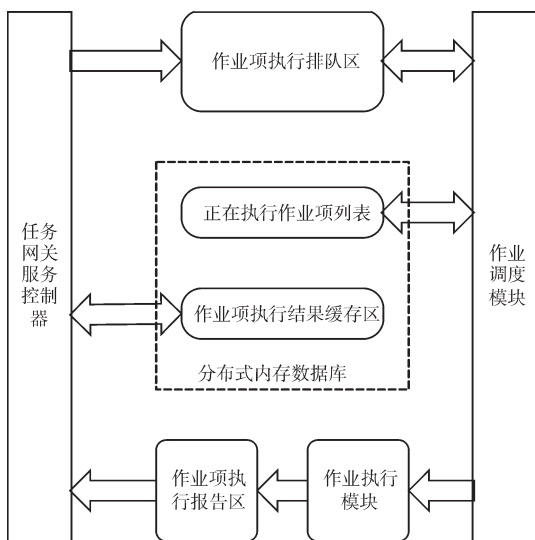 作业项执行排队区
正在执行作业项列表
任务
网关
服务
控制
器
作业
调度
模块
作业项执行结果缓存区
分布式内存数据库
作业项执
行报告区
作业执行
模块